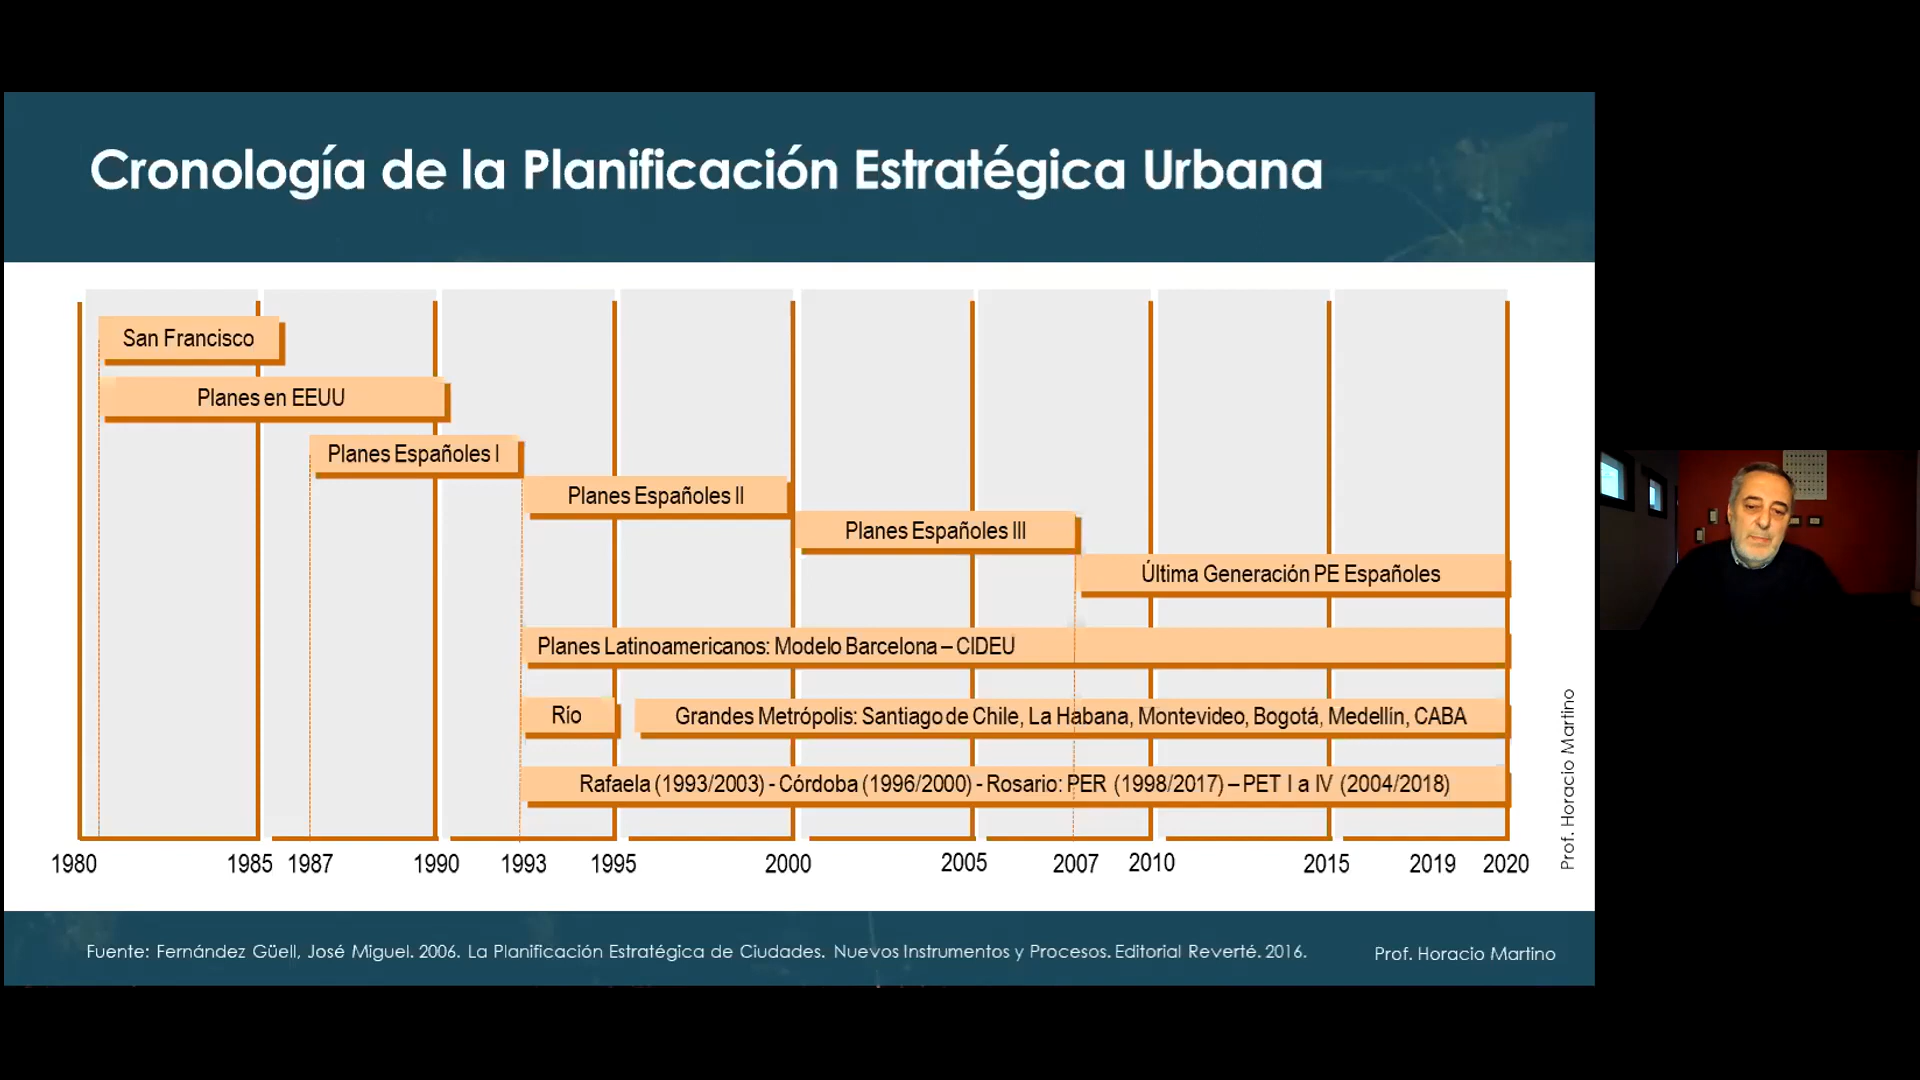 Cronología de la Planificación Estratégica Urbana
San Francisco
Planes en EEUU
Planes Españoles I
Planes Españoles II
Planes Españoles III
Última Generación PE Españoles
Planes Latinoamericanos: Modelo Barcelona – CIDEU
Río
Grandes Metrópolis: Santiago de Chile, La Habana, Montevideo, Bogotá, Medellín, CABA
Rafaela (1993/2003) - Córdoba (1996/2000) - Rosario: PER (1998/2017) – PET I a IV (2004/2018)
1980 1985 1987 1990 1993 1995 2000 2005 2007 2010 2015 2019 2020
Prof. Horacio Martino
Fuente: Fernández Güell, José Miguel. 2006. La Planificación Estratégica de Ciudades. Nuevos Instrumentos y Procesos. Editorial Reverté. 2016.
Prof. Horacio Martino